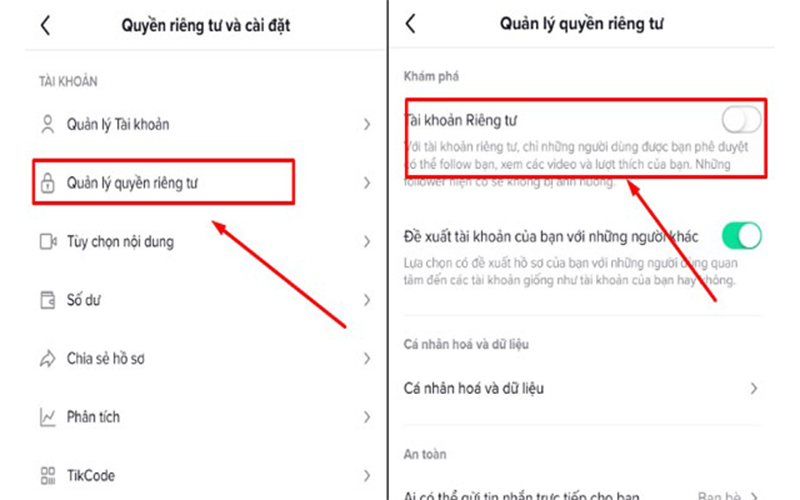 Quyền riêng tư và cài đặt
TÀI KHOẢN
Quản lý Tài khoản
Quản lý quyền riêng tư
Tùy chọn nội dung
Số dư
Chia sẻ hồ sơ
Phân tích
TikCode
Quản lý quyền riêng tư
Khám phá
Tài khoản Riêng tư
Với tài khoản riêng tư, chỉ những người dùng được bạn phê duyệt
có thể follow bạn, xem các video và lượt thích của bạn. Những
follower hiện có sẽ không bị ảnh hưởng.
Đề xuất tài khoản của bạn với những người khác
Lựa chọn có đề xuất hồ sơ của bạn với những người dùng quan
tâm đến các tài khoản giống như tài khoản của bạn hay không.
Cá nhân hoá và dữ liệu
Cá nhân hoá và dữ liệu
An toàn
Ai có thể gửi tin nhắn trực tiếp cho bạn
Bạn bè